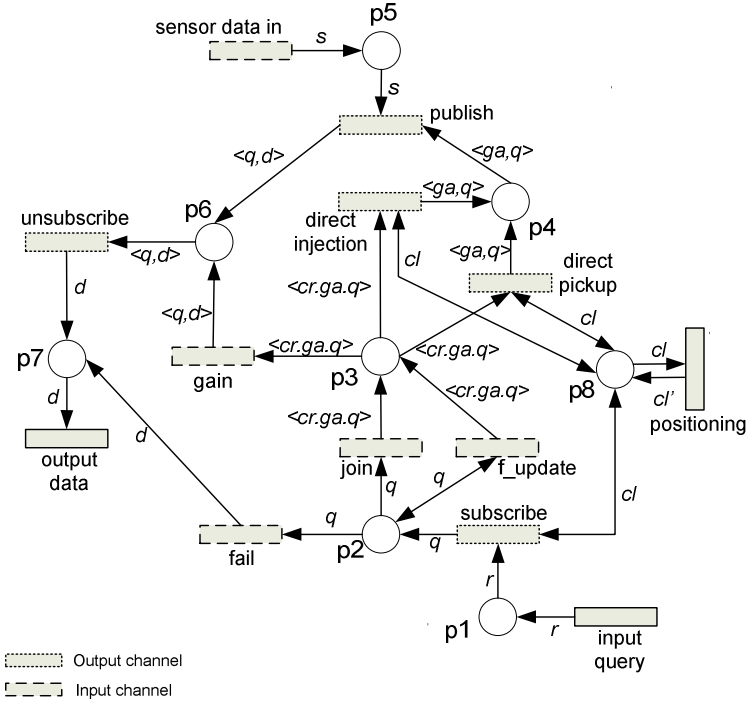 p5
sensor data in
s
s
publish
<q,d>
<ga,q>
p6
<ga,q>
unsubscribe
direct
injection
p4
<q,d>
<ga,q>
cl
direct
pickup
d
<cr.ga.q>
<q,d>
cl
p7
<cr.ga.q>
<cr.ga.q>
cl
gain
p3
p8
cl'
d
<cr.ga.q>
positioning
<cr.ga.q>
output
data
d
join
f_update
q
q
cl
subscribe
q
fail
p2
q
r
p1
r
input
query
Output channel
Input channel